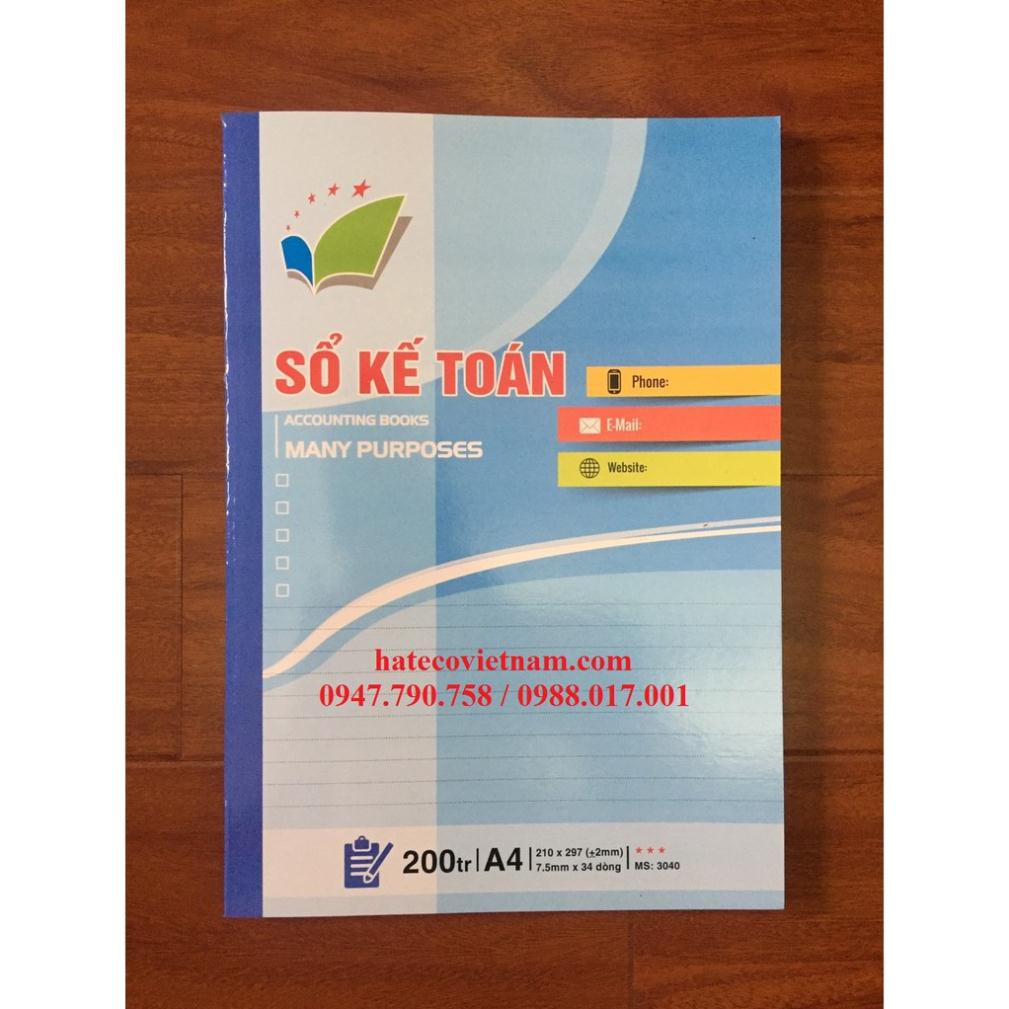 SỔ KẾ TOÁN
ACCOUNTING BOOKS
MANY PURPOSES
Phone:
E-Mail:
Website:
hatecovietnam.com
0947.790.758 / 0988.017.001
200tr
A4
210 x 297 (±2mm)
7.5mm x 34 dòng
MS: 3040